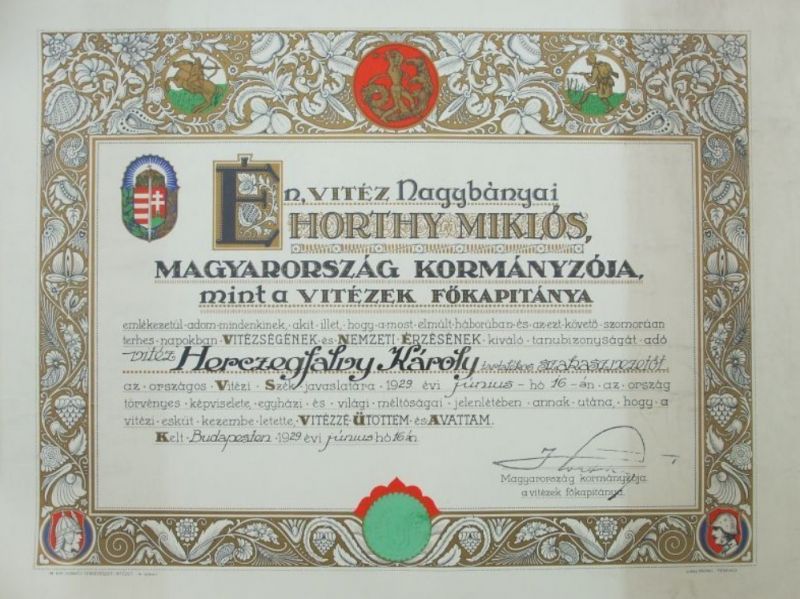 Én, VITÉZ Nagybányai
HORTHY MIKLÓS,
MAGYARORSZÁG KORMÁNYZÓJA,
mint a VITÉZEK FŐKAPITÁNYA
emlékezetül·adom·mindenkinek, akit·illet, hogy·a·most·elmúlt·háborúban·és·az·ezt·követő·szomorúan
terhes·napokban·VITÉZSÉGÉNEK·és·NEMZETI·ÉRZÉSÉNEK·kiváló·tanubizonyságát·adó
vitéz Herczegfalvy Károly
az·országos·Vitézi·Szék·javaslatára·1929·évi június·hó 16·án·az·ország
törvényes·képviselete, egyházi·és·világi·méltóságai·jelenlétében·annak·utána, hogy·a
vitézi·esküt·kezembe·letette, VITÉZZÉ·ÜTÖTTEM·és·AVATTAM.
Kelt·Budapesten·1929 évi június hó 16 án
Magyarország kormányzója
a vitézek főkapitánya.